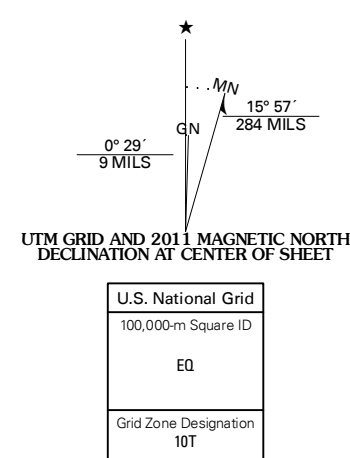 MN
15° 57´
284 MILS
GN
0° 29´
9 MILS
UTM GRID AND 2011 MAGNETIC NORTH
DECLINATION AT CENTER OF SHEET
U.S. National Grid
100,000-m Square ID
EQ
Grid Zone Designation
10T